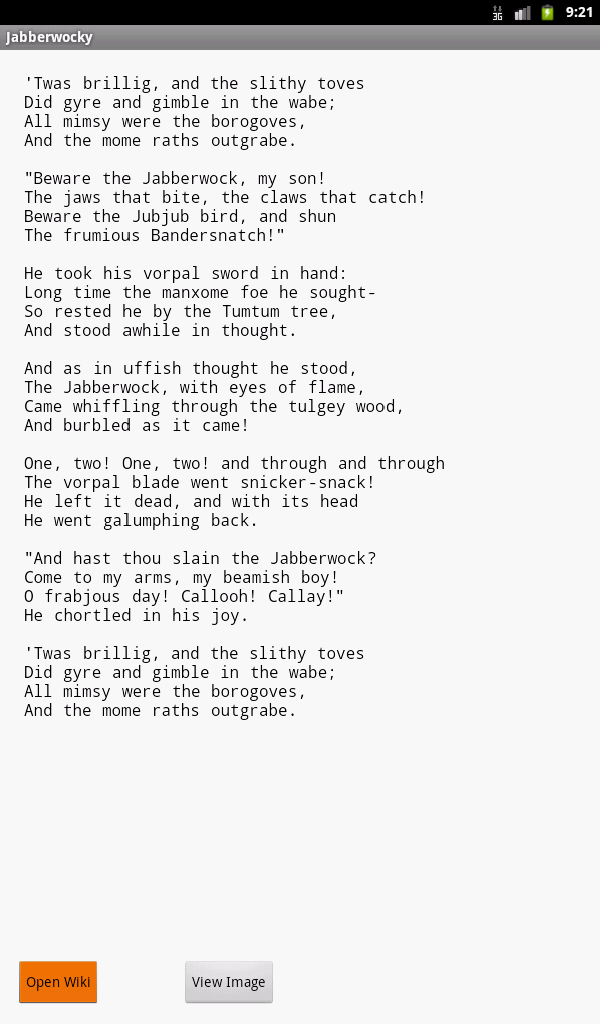 3G 9:21
Jabberwocky
'Twas brillig, and the slithy toves
Did gyre and gimble in the wabe;
All mimsy were the borogoves,
And the mome raths outgrabe.
"Beware the Jabberwock, my son!
The jaws that bite, the claws that catch!
Beware the Jubjub bird, and shun
The frumious Bandersnatch!"
He took his vorpal sword in hand:
Long time the manxome foe he sought-
So rested he by the Tumtum tree,
And stood awhile in thought.
And as in uffish thought he stood,
The Jabberwock, with eyes of flame,
Came whiffling through the tulgey wood,
And burbled as it came!
One, two! One, two! and through and through
The vorpal blade went snicker-snack!
He left it dead, and with its head
He went galumphing back.
"And hast thou slain the Jabberwock?
Come to my arms, my beamish boy!
O frabjous day! Callooh! Callay!"
He chortled in his joy.
'Twas brillig, and the slithy toves
Did gyre and gimble in the wabe;
All mimsy were the borogoves,
And the mome raths outgrabe.
Open Wiki View Image